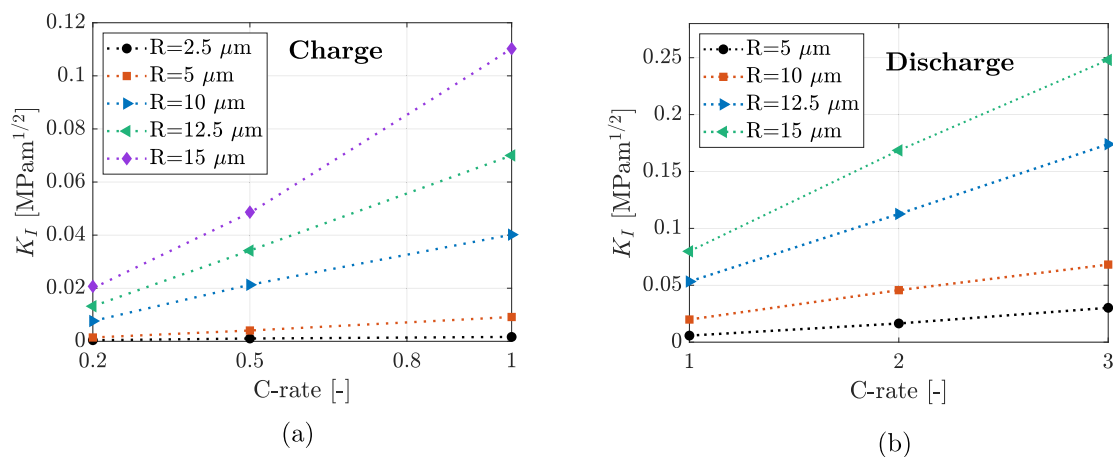 0.12
0.1
0.08
0.06
0.04
0.02
0
K_I [MPam^{1/2}]
R=2.5 μm
R=5 μm
R=10 μm
R=12.5 μm
R=15 μm
Charge
0.2 0.5 0.8 1
C-rate [-]
(a)
0.25
0.2
0.15
0.1
0.05
0
K_I [MPam^{1/2}]
R=5 μm
R=10 μm
R=12.5 μm
R=15 μm
Discharge
1 2 3
C-rate [-]
(b)